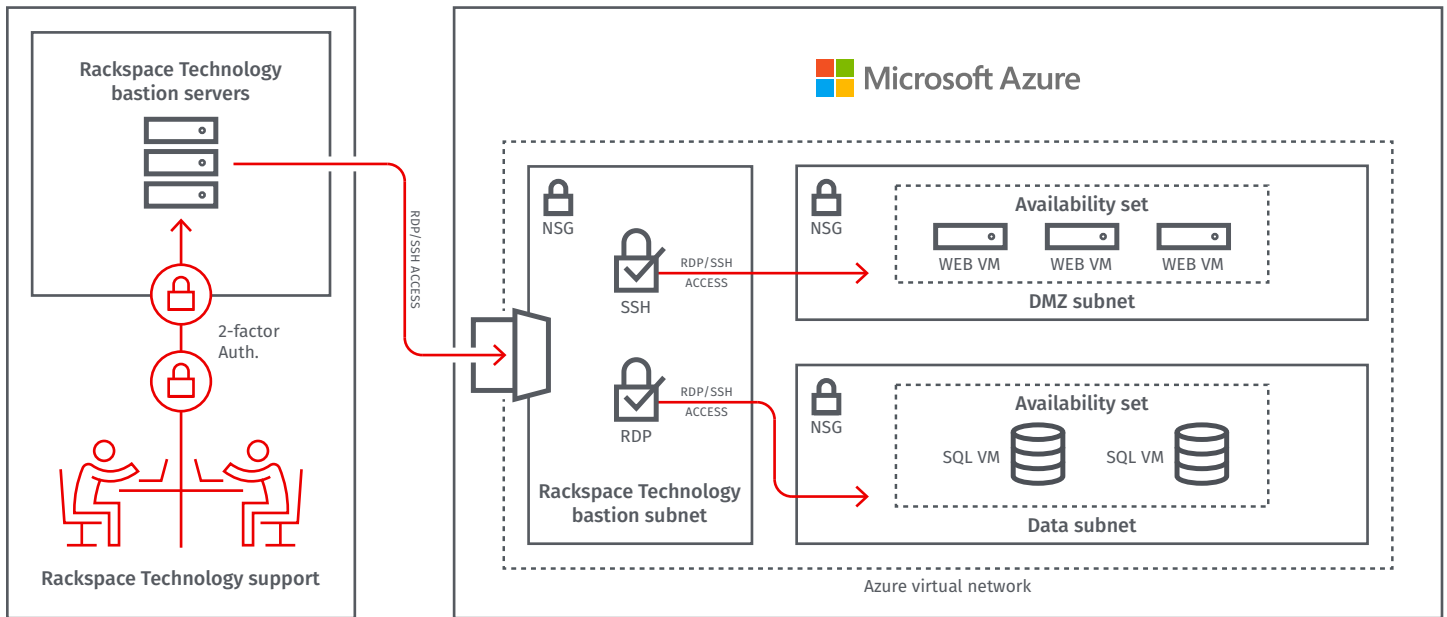 Rackspace Technology
bastion servers
2-factor
Auth.
Rackspace Technology support
RDP/SSH ACCESS
Microsoft Azure
NSG
SSH
RDP/SSH
ACCESS
RDP
RDP/SSH
ACCESS
Rackspace Technology
bastion subnet
NSG
Availability set
WEB VM WEB VM WEB VM
DMZ subnet
NSG
Availability set
SQL VM SQL VM
Data subnet
Azure virtual network